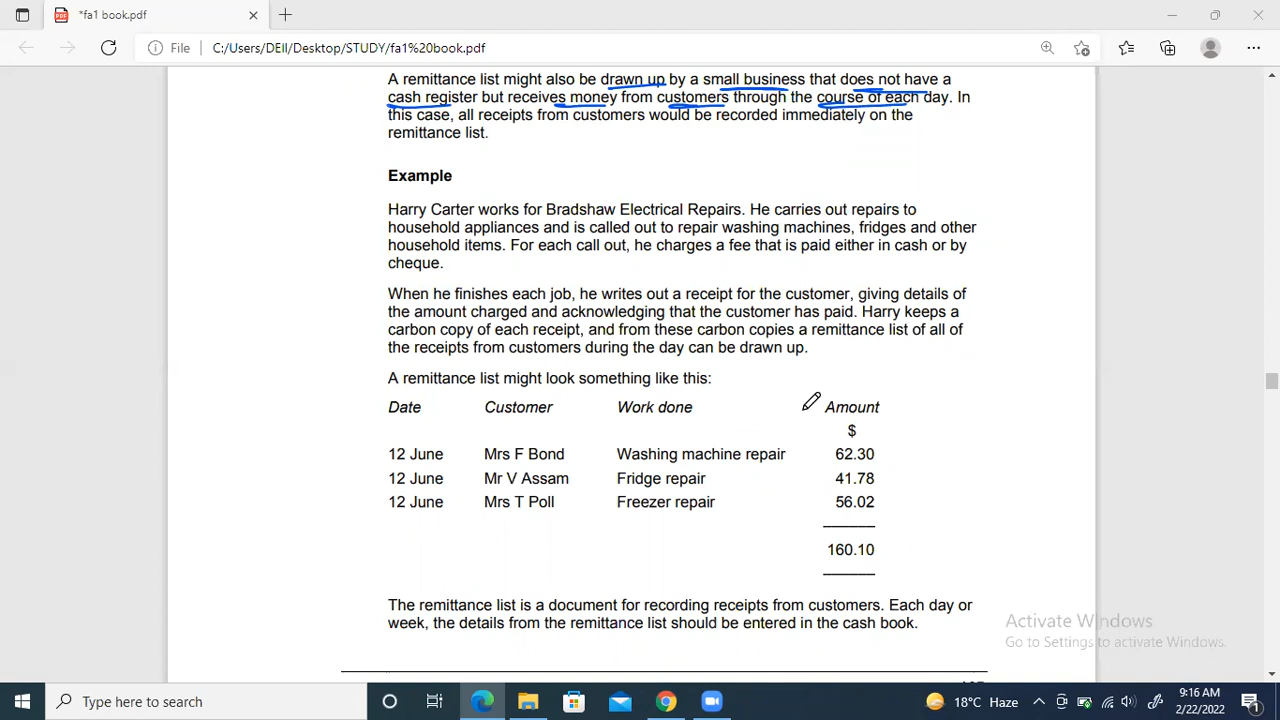 *fa1 book.pdf
File
C:/Users/DEll/Desktop/STUDY/fa1%20book.pdf
A remittance list might also be drawn up by a small business that does not have a
cash register but receives money from customers through the course of each day. In
this case, all receipts from customers would be recorded immediately on the
remittance list.
Example
Harry Carter works for Bradshaw Electrical Repairs. He carries out repairs to
household appliances and is called out to repair washing machines, fridges and other
household items. For each call out, he charges a fee that is paid either in cash or by
cheque.
When he finishes each job, he writes out a receipt for the customer, giving details of
the amount charged and acknowledging that the customer has paid. Harry keeps a
carbon copy of each receipt, and from these carbon copies a remittance list of all of
the receipts from customers during the day can be drawn up.
A remittance list might look something like this:
Date Customer Work done Amount
$
12 June Mrs F Bond Washing machine repair 62.30
12 June Mr V Assam Fridge repair 41.78
12 June Mrs T Poll Freezer repair 56.02
160.10
The remittance list is a document for recording receipts from customers. Each day or
week, the details from the remittance list should be entered in the cash book.
Activate Windows
Go to Settings to activate Windows.
Type here to search
18°C Haze
9:16 AM
2/22/2022